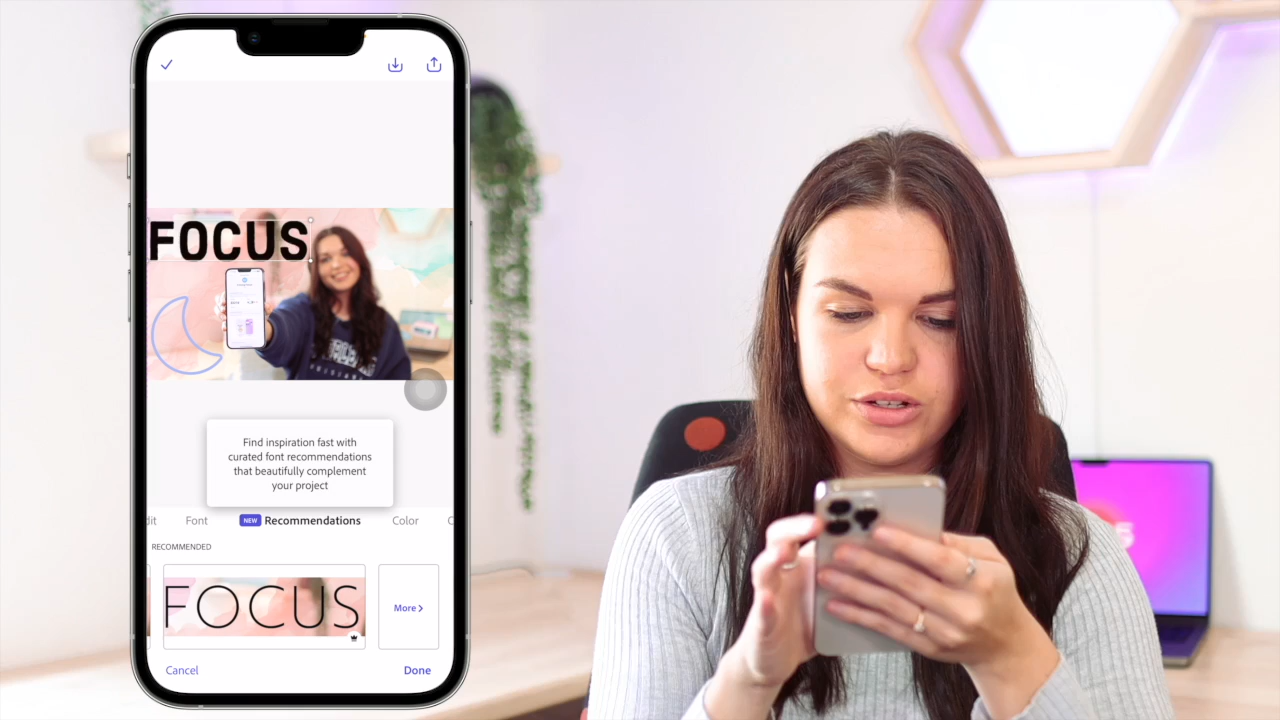 FOCUS
Find inspiration fast with
curated font recommendations
that beautifully complement
your project
dit Font NEW Recommendations Color C
RECOMMENDED
FOCUS
More >
Cancel Done